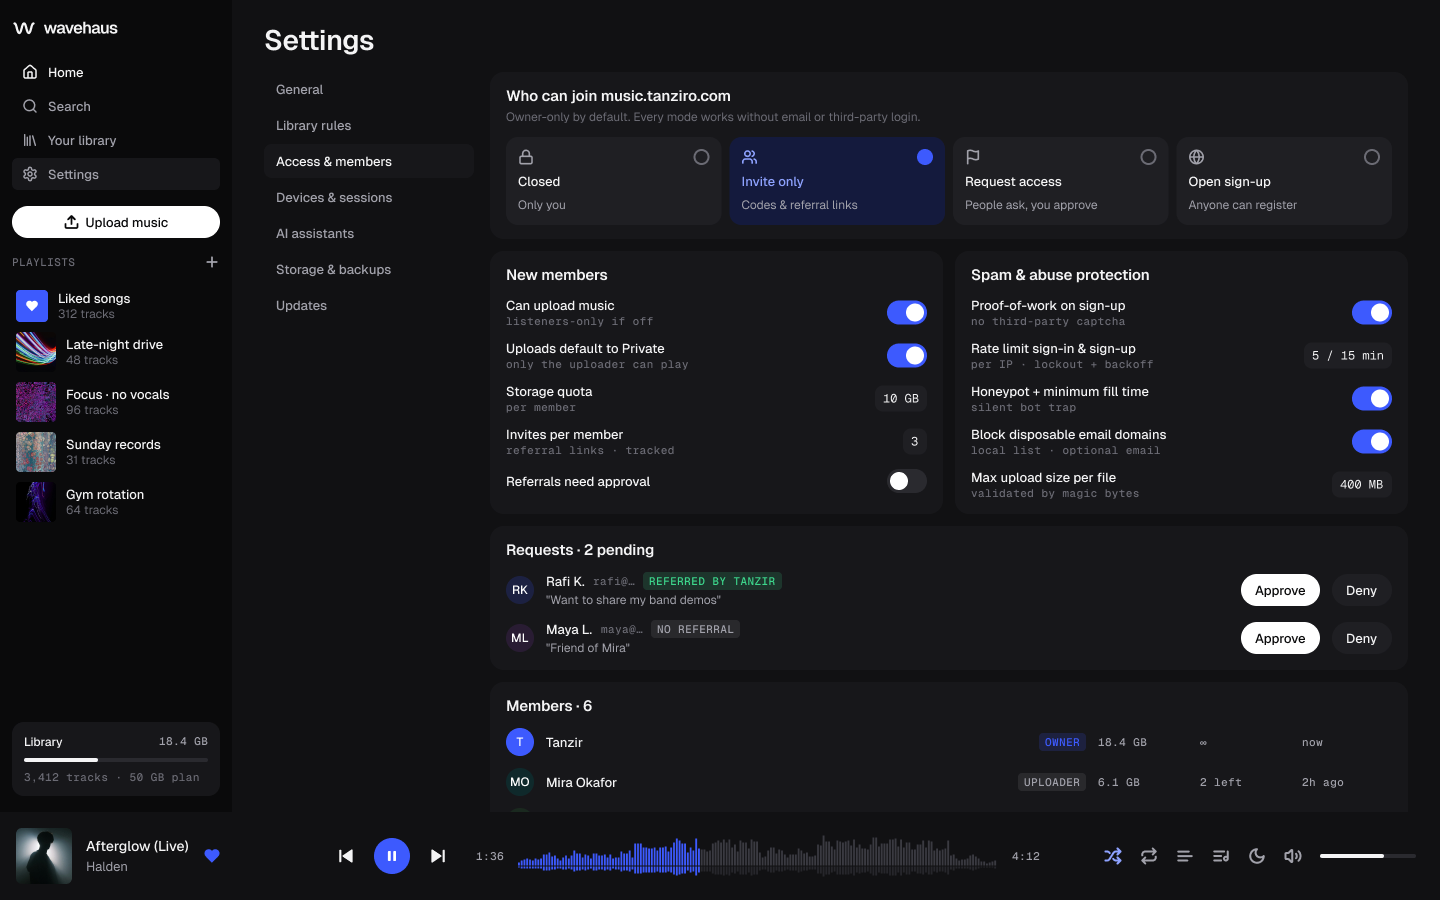 wavehaus
Home
Search
Your library
Settings
Upload music
PLAYLISTS
Liked songs
312 tracks
Late-night drive
48 tracks
Focus · no vocals
96 tracks
Sunday records
31 tracks
Gym rotation
64 tracks
Library 18.4 GB
3,412 tracks · 50 GB plan
Settings
General
Library rules
Access & members
Devices & sessions
AI assistants
Storage & backups
Updates
Who can join music.tanziro.com
Owner-only by default. Every mode works without email or third-party login.
Closed
Only you
Invite only
Codes & referral links
Request access
People ask, you approve
Open sign-up
Anyone can register
New members
Can upload music
listeners-only if off
Uploads default to Private
only the uploader can play
Storage quota
per member
10 GB
Invites per member
referral links · tracked
3
Referrals need approval
Spam & abuse protection
Proof-of-work on sign-up
no third-party captcha
Rate limit sign-in & sign-up
per IP · lockout + backoff
5 / 15 min
Honeypot + minimum fill time
silent bot trap
Block disposable email domains
local list · optional email
Max upload size per file
validated by magic bytes
400 MB
Requests · 2 pending
RK Rafi K. rafi@… REFERRED BY TANZIR
"Want to share my band demos"
Approve Deny
ML Maya L. maya@… NO REFERRAL
"Friend of Mira"
Approve Deny
Members · 6
T Tanzir OWNER 18.4 GB ∞ now
MO Mira Okafor UPLOADER 6.1 GB 2 left 2h ago
Afterglow (Live)
Halden
1:36 4:12